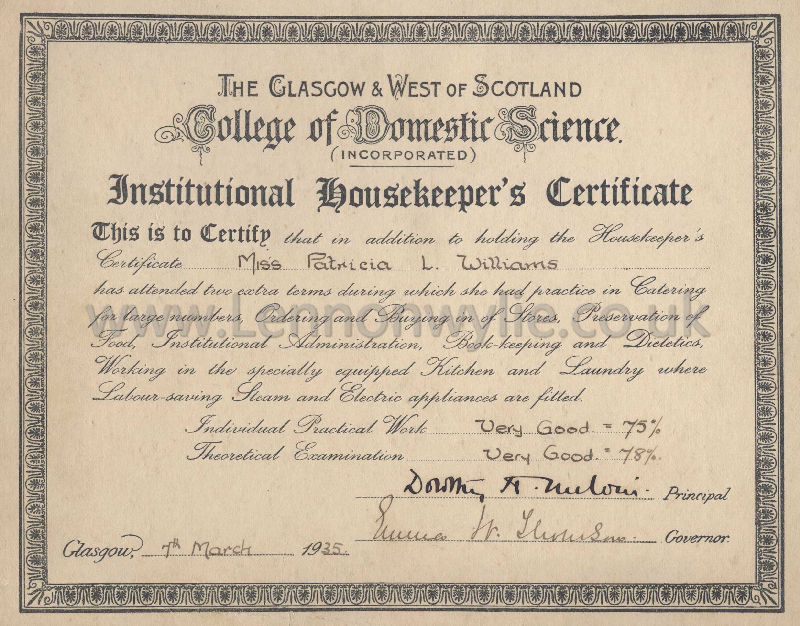 THE GLASGOW & WEST OF SCOTLAND
College of Domestic Science.
(INCORPORATED)
Institutional Housekeeper's Certificate
This is to Certify that in addition to holding the Housekeeper's
Certificate Miss Patricia L. Williams
has attended two extra terms during which she had practice in Catering
for large numbers, Ordering and Buying in of Stores, Preservation of
www.Lennonwylie.co.uk
Food, Institutional Administration, Book-keeping and Dietetics,
Working in the specially equipped Kitchen and Laundry where
Labour-saving Steam and Electric appliances are fitted.
Individual Practical Work Very Good = 75%
Theoretical Examination Very Good = 78%.
Dorothy H. Melvin. Principal
Emma W. Governor.
Glasgow, 7th March 1935.